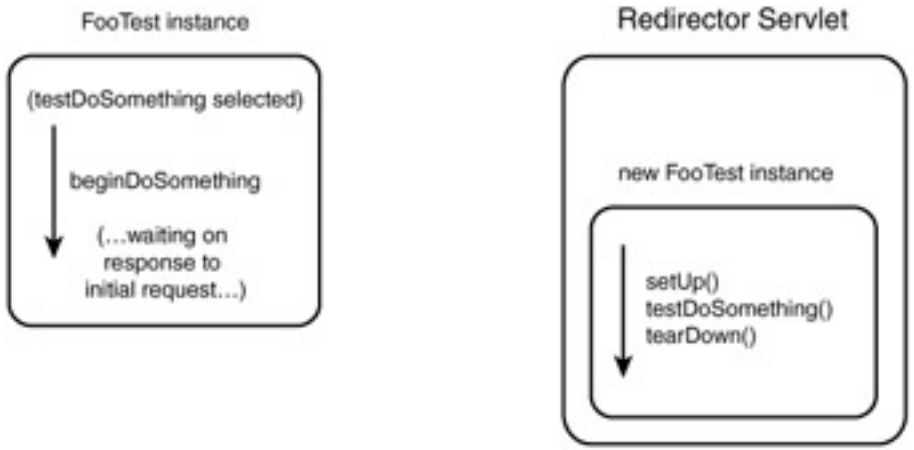 FooTest instance
(testDoSomething selected)
beginDoSomething
(...waiting on
response to
initial request...)
Redirector Servlet
new FooTest instance
setUp()
testDoSomething()
tearDown()